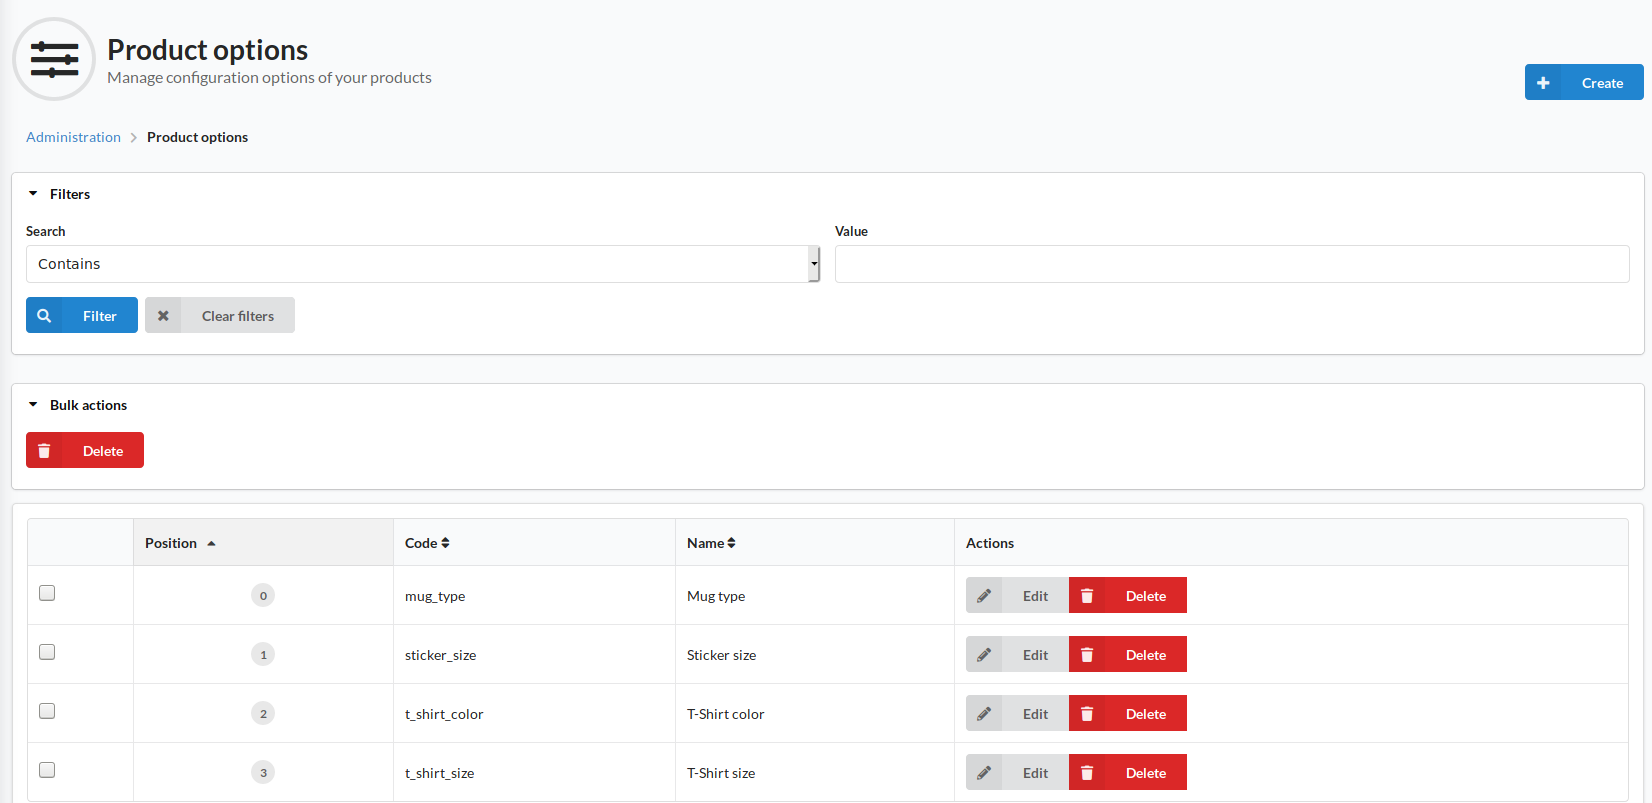 Product options
Manage configuration options of your products
Create
Administration Product options
Filters
Search Value
Contains
Filter Clear filters
Bulk actions
Delete
Position Code Name Actions
0 mug_type Mug type Edit Delete
1 sticker_size Sticker size Edit Delete
2 t_shirt_color T-Shirt color Edit Delete
3 t_shirt_size T-Shirt size Edit Delete